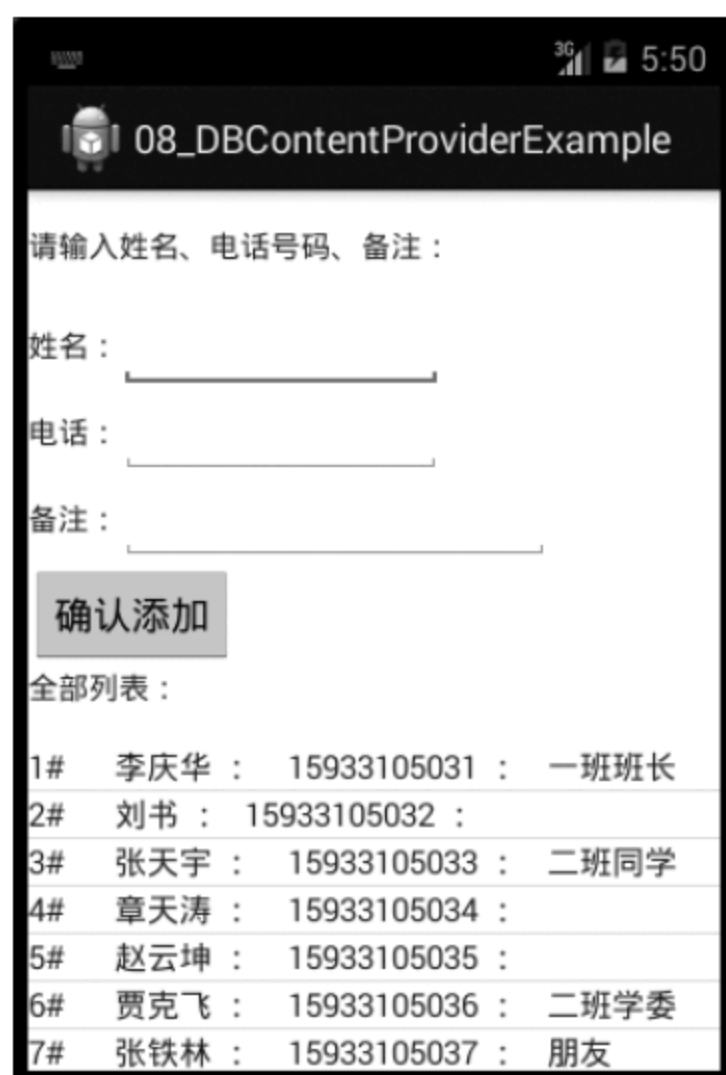 3G 5:50
08_DBContentProviderExample
请输入姓名、电话号码、备注：
姓名：
电话：
备注：
确认添加
全部列表：
1# 李庆华 ： 15933105031 ： 一班班长
2# 刘书 ： 15933105032 ：
3# 张天宇 ： 15933105033 ： 二班同学
4# 章天涛 ： 15933105034 ：
5# 赵云坤 ： 15933105035 ：
6# 贾克飞 ： 15933105036 ： 二班学委
7# 张铁林 ： 15933105037 ： 朋友